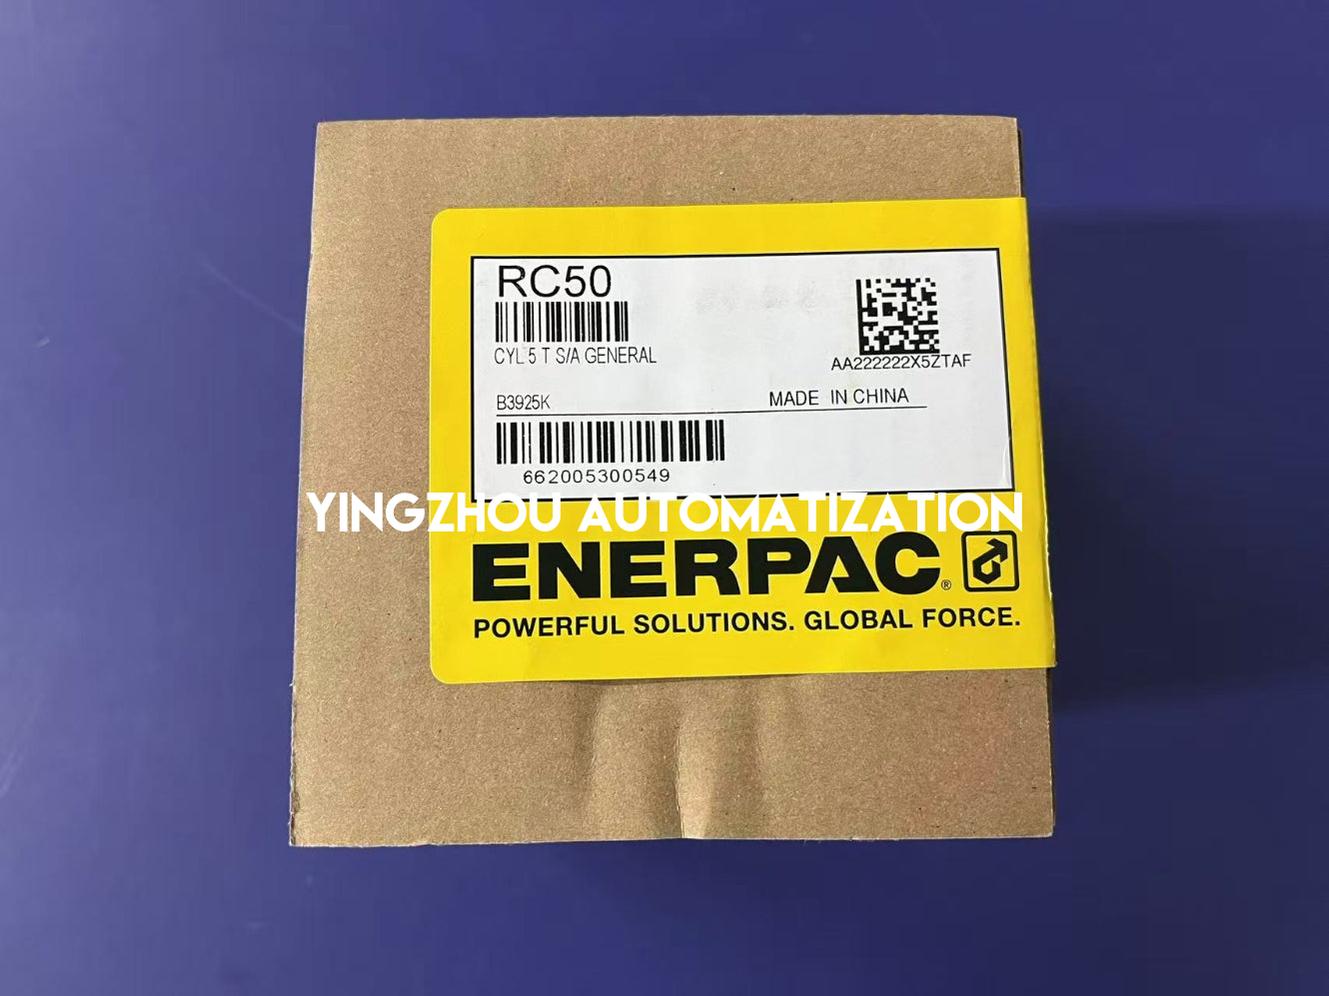 RC50
CYL 5 T S/A GENERAL
AA222222X5ZTAF
B3925K
MADE IN CHINA
662005300549
YINGZHOU AUTOMATIZATION
ENERPAC®
POWERFUL SOLUTIONS. GLOBAL FORCE.